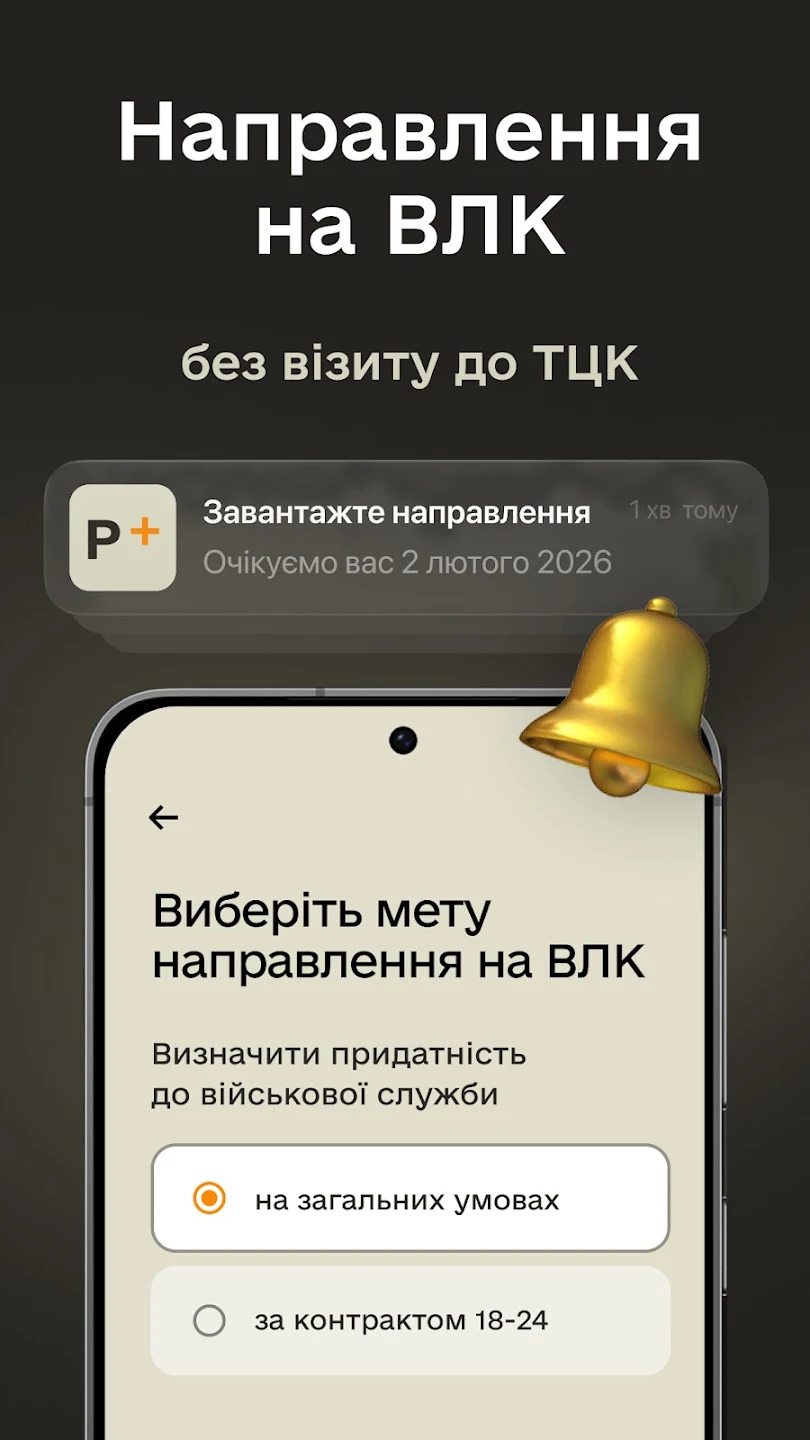 Направлення
на ВЛК
без візиту до ТЦК
P+
Завантажте направлення
1 хв тому
Очікуємо вас 2 лютого 2026
Виберіть мету
направлення на ВЛК
Визначити придатність
до військової служби
на загальних умовах
за контрактом 18-24